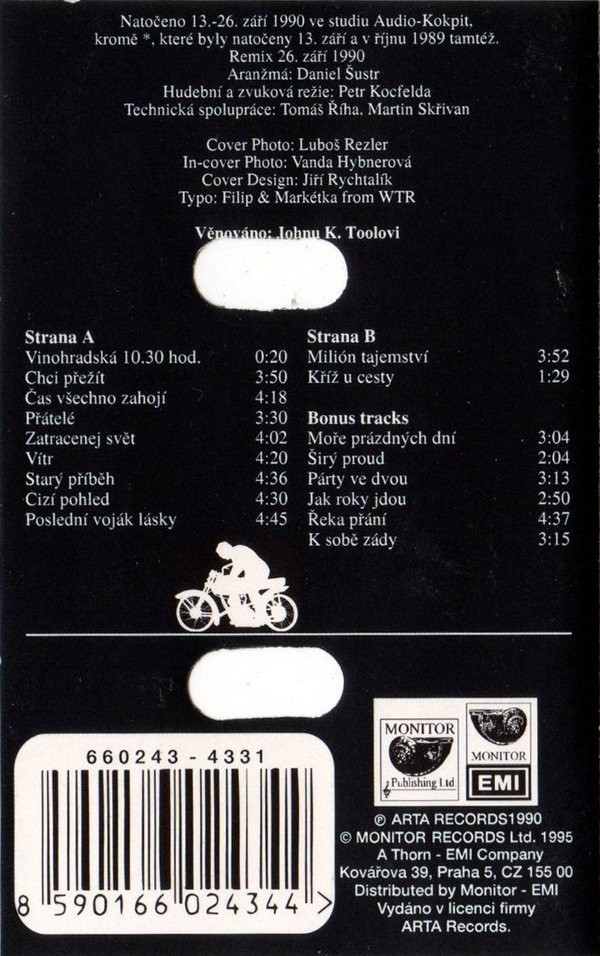 Natočeno 13.-26. září 1990 ve studiu Audio-Kokpit,
kromě *, které byly natočeny 13. září a v říjnu 1989 tamtéž.
Remix 26. září 1990
Aranžmá: Daniel Šustr
Hudební a zvuková režie: Petr Kocfelda
Technická spolupráce: Tomáš Říha, Martin Skřivan
Cover Photo: Luboš Rezler
In-cover Photo: Vanda Hybnerová
Cover Design: Jiří Rychtalík
Typo: Filip & Markétka from WTR
Věnováno: Johnu K. Toolovi
Strana A
Vinohradská 10.30 hod. 0:20
Chci přežít 3:50
Čas všechno zahojí 4:18
Přátelé 3:30
Zatracenej svět 4:02
Vítr 4:20
Starý příběh 4:36
Cizí pohled 4:30
Poslední voják lásky 4:45
Strana B
Milión tajemství 3:52
Kříž u cesty 1:29
Bonus tracks
Moře prázdných dní 3:04
Širý proud 2:04
Párty ve dvou 3:13
Jak roky jdou 2:50
Řeka přání 4:37
K sobě zády 3:15
660243 - 4331
8 590166 024344 >
MONITOR
Publishing Ltd.
MONITOR
EMI
℗ ARTA RECORDS1990
© MONITOR RECORDS Ltd. 1995
A Thorn - EMI Company
Kovářova 39, Praha 5, CZ 155 00
Distributed by Monitor - EMI
Vydáno v licenci firmy
ARTA Records.